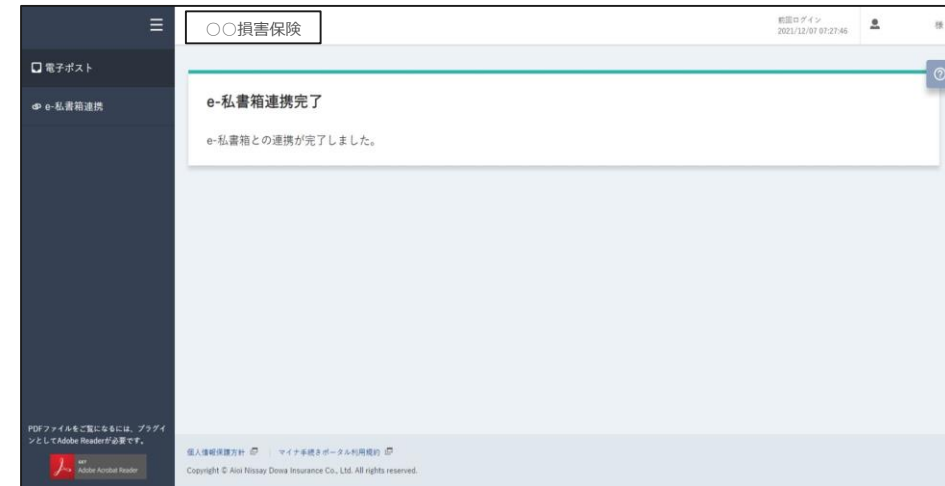 ○○損害保険
前回ログイン
2021/12/07 07:27:46
様
電子ポスト
e-私書箱連携
e-私書箱連携完了
e-私書箱との連携が完了しました。
PDFファイルをご覧になるには、プラグイ
ンとしてAdobe Readerが必要です。
GET
Adobe Acrobat Reader
個人情報保護方針
マイナ手続きポータル利用規約
Copyright © Aioi Nissay Dowa Insurance Co., Ltd. All rights reserved.